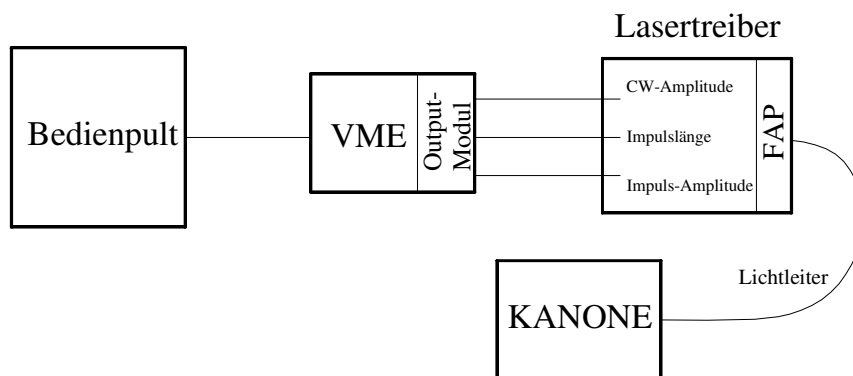 Lasertreiber
Bedienpult
VME
Output-
Modul
CW-Amplitude
Impulslänge
Impuls-Amplitude
FAP
Lichtleiter
KANONE